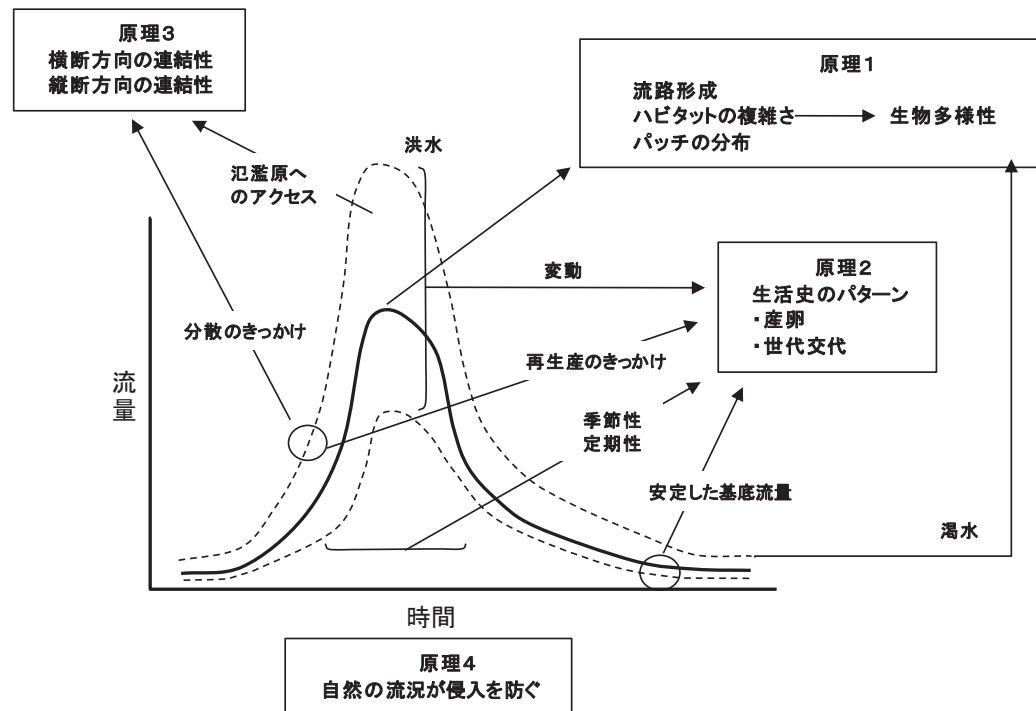 原理3
横断方向の連結性
縦断方向の連結性
原理1
流路形成
ハビタットの複雑さ
生物多様性
パッチの分布
洪水
氾濫原へ
のアクセス
原理2
生活史のパターン
・産卵
・世代交代
変動
分散のきっかけ
再生産のきっかけ
流量
季節性
定期性
安定した基底流量
渇水
時間
原理4
自然の流況が侵入を防ぐ